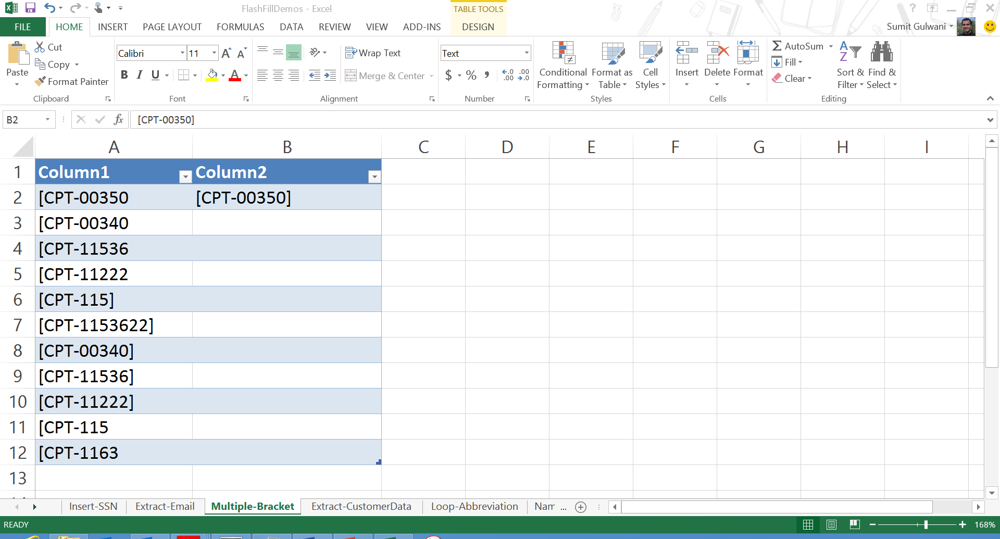 FlashFillDemos - Excel
TABLE TOOLS
?
FILE HOME INSERT PAGE LAYOUT FORMULAS DATA REVIEW VIEW ADD-INS DESIGN
Sumit Gulwani
Paste
Cut
Copy
Format Painter
Clipboard
Calibri 11
A A
B I U A
Font
Wrap Text
Merge & Center
Alignment
Text
$ % , .0 .00 .00 .0
Number
Conditional Formatting
Format as Table
Cell Styles
Styles
Insert Delete Format
Cells
AutoSum
Fill
Clear
Sort & Filter
Find & Select
Editing
B2 fx [CPT-00350]
A B C D E F G H I
1 Column1 Column2
2 [CPT-00350 [CPT-00350]
3 [CPT-00340
4 [CPT-11536
5 [CPT-11222
6 [CPT-115]
7 [CPT-1153622]
8 [CPT-00340]
9 [CPT-11536]
10 [CPT-11222]
11 [CPT-115
12 [CPT-1163
13
Insert-SSN Extract-Email Multiple-Bracket Extract-CustomerData Loop-Abbreviation Nam ...
READY
168%